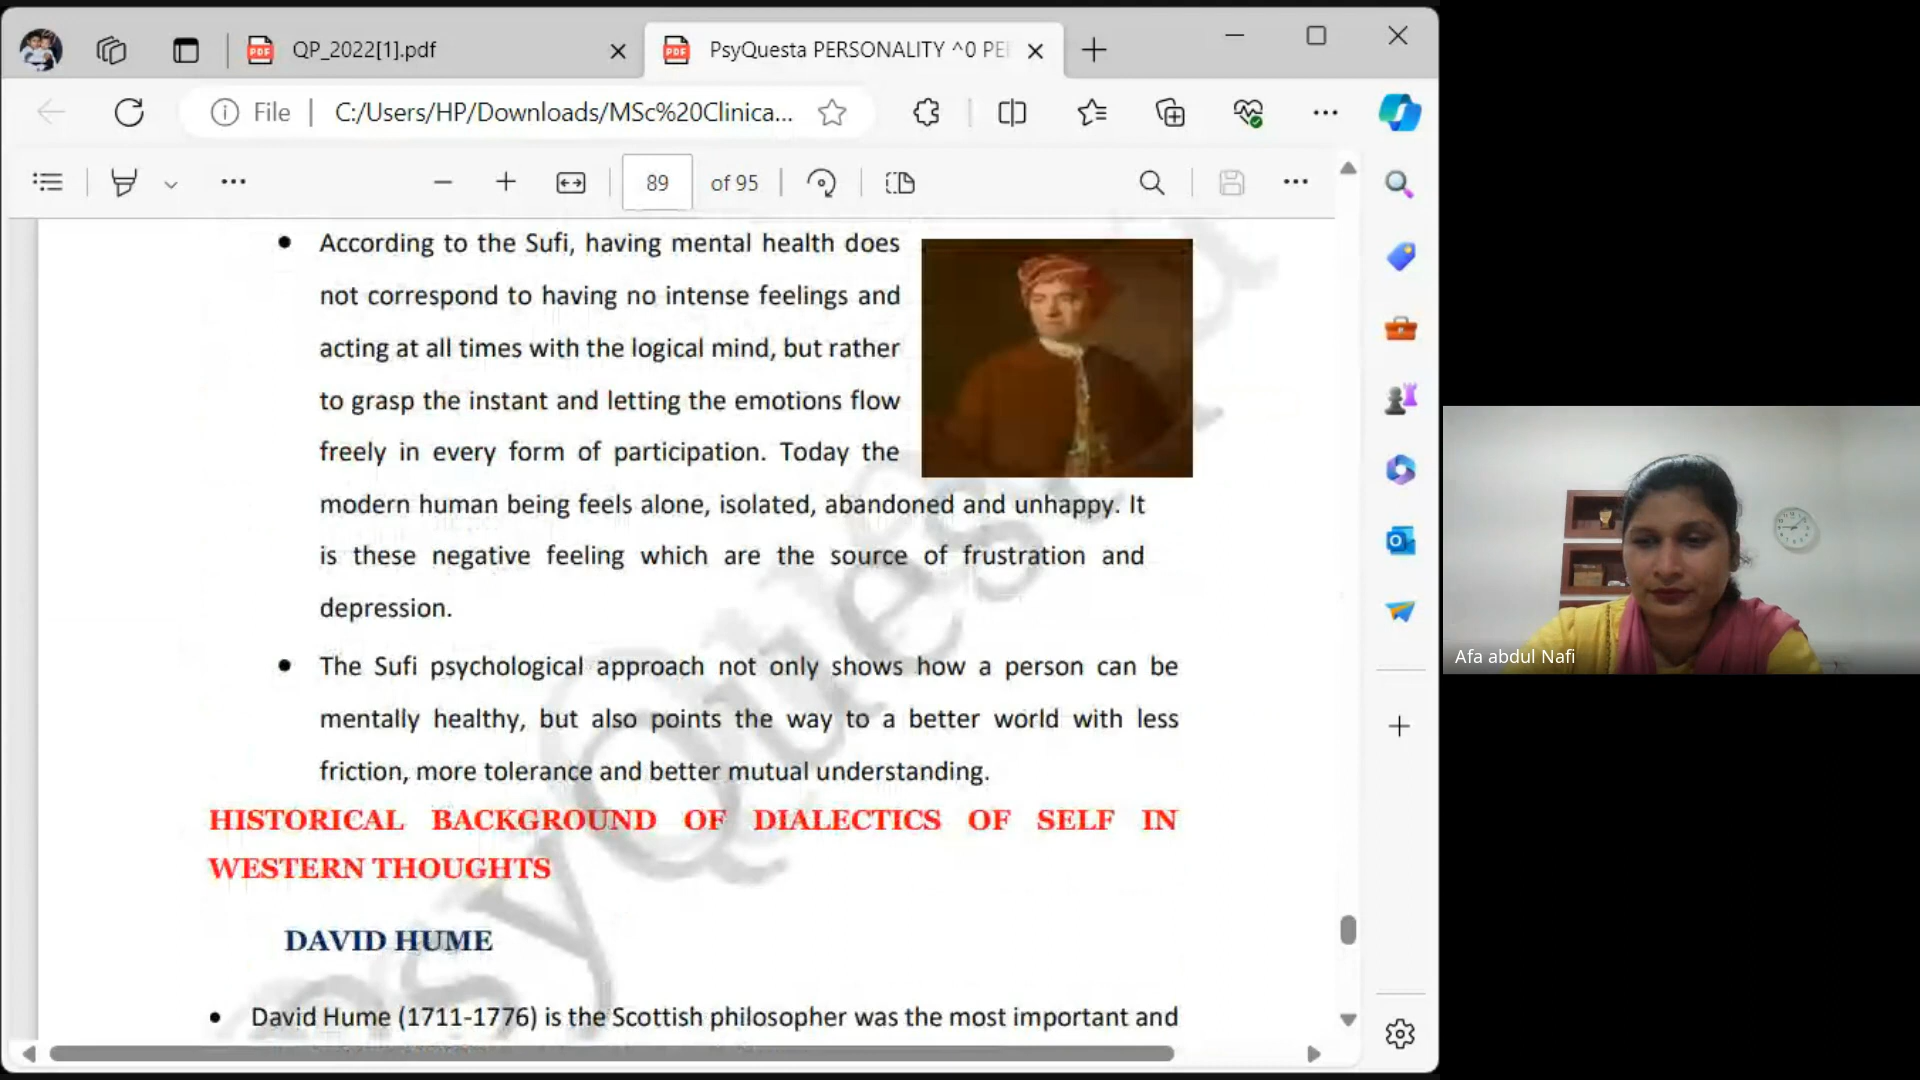 QP_2022[1].pdf
PsyQuesta PERSONALITY ^0 PE
File
C:/Users/HP/Downloads/MSc%20Clinica...
89 of 95
According to the Sufi, having mental health does
not correspond to having no intense feelings and
acting at all times with the logical mind, but rather
to grasp the instant and letting the emotions flow
freely in every form of participation. Today the
modern human being feels alone, isolated, abandoned and unhappy. It
is these negative feeling which are the source of frustration and
depression.
The Sufi psychological approach not only shows how a person can be
mentally healthy, but also points the way to a better world with less
friction, more tolerance and better mutual understanding.
HISTORICAL BACKGROUND OF DIALECTICS OF SELF IN
WESTERN THOUGHTS
DAVID HUME
David Hume (1711-1776) is the Scottish philosopher was the most important and
Afa abdul Nafi